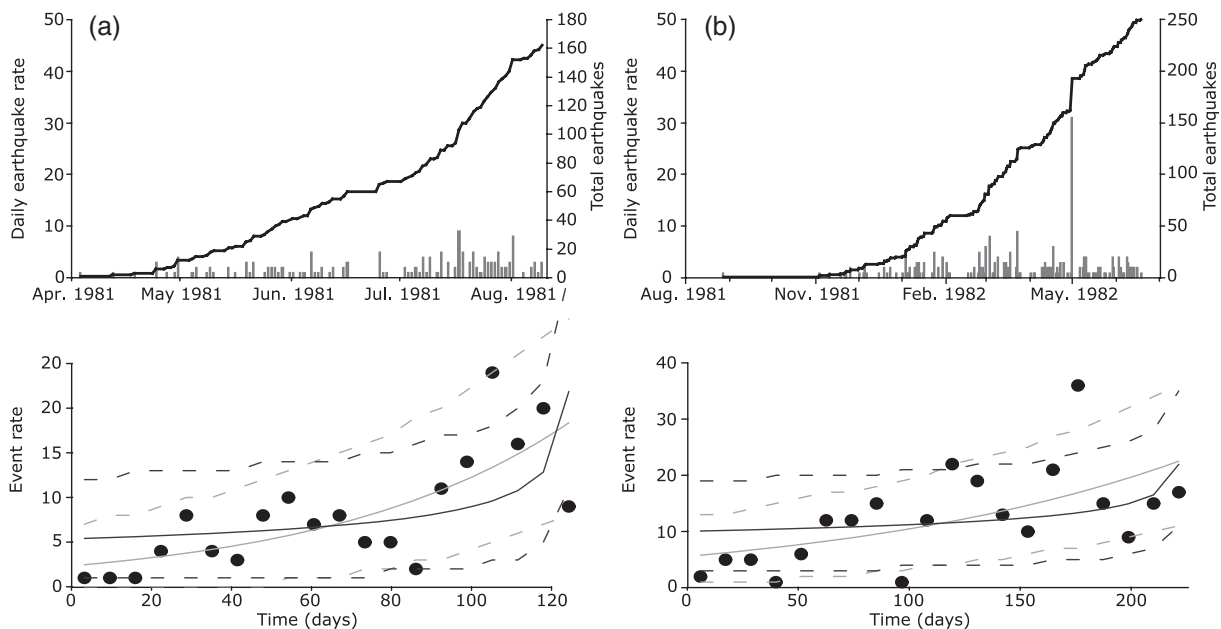 (a)
Daily earthquake rate
50
40
30
20
10
0
180
160
140
120
100
80
60
40
20
0
Total earthquakes
Apr. 1981 May 1981 Jun. 1981 Jul. 1981 Aug. 1981 /
(b)
Daily earthquake rate
50
40
30
20
10
0
250
200
150
100
50
0
Total earthquakes
Aug. 1981 Nov. 1981 Feb. 1982 May. 1982
Event rate
20
20
15
10
5
0
0 20 40 60 80 100 120
Time (days)
Event rate
40
30
20
10
0
0 50 100 150 200
Time (days)